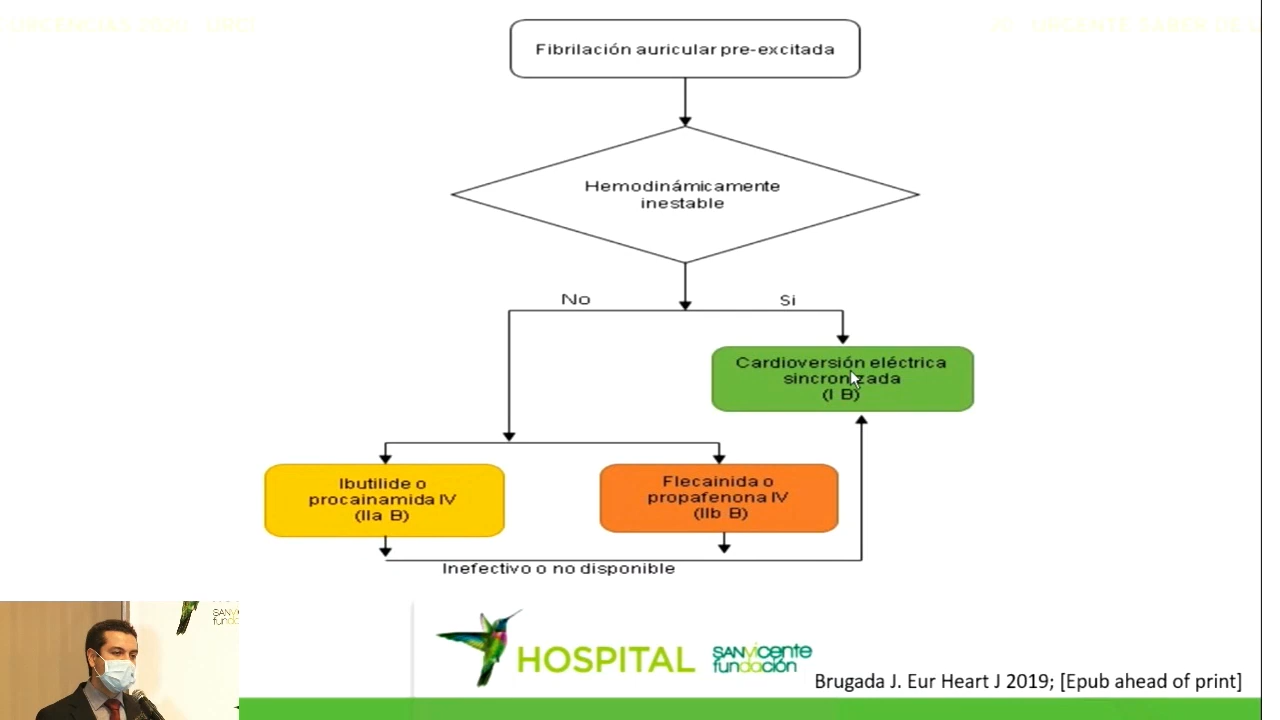 Fibrilación auricular pre-excitada
Hemodinámicamente
inestable
No
Si
Cardioversión eléctrica
sincronizada
(I B)
Ibutilide o
procainamida IV
(IIa B)
Flecainida o
propafenona IV
(IIb B)
Inefectivo o no disponible
HOSPITAL
SANvicente
fundación
Brugada J. Eur Heart J 2019; [Epub ahead of print]